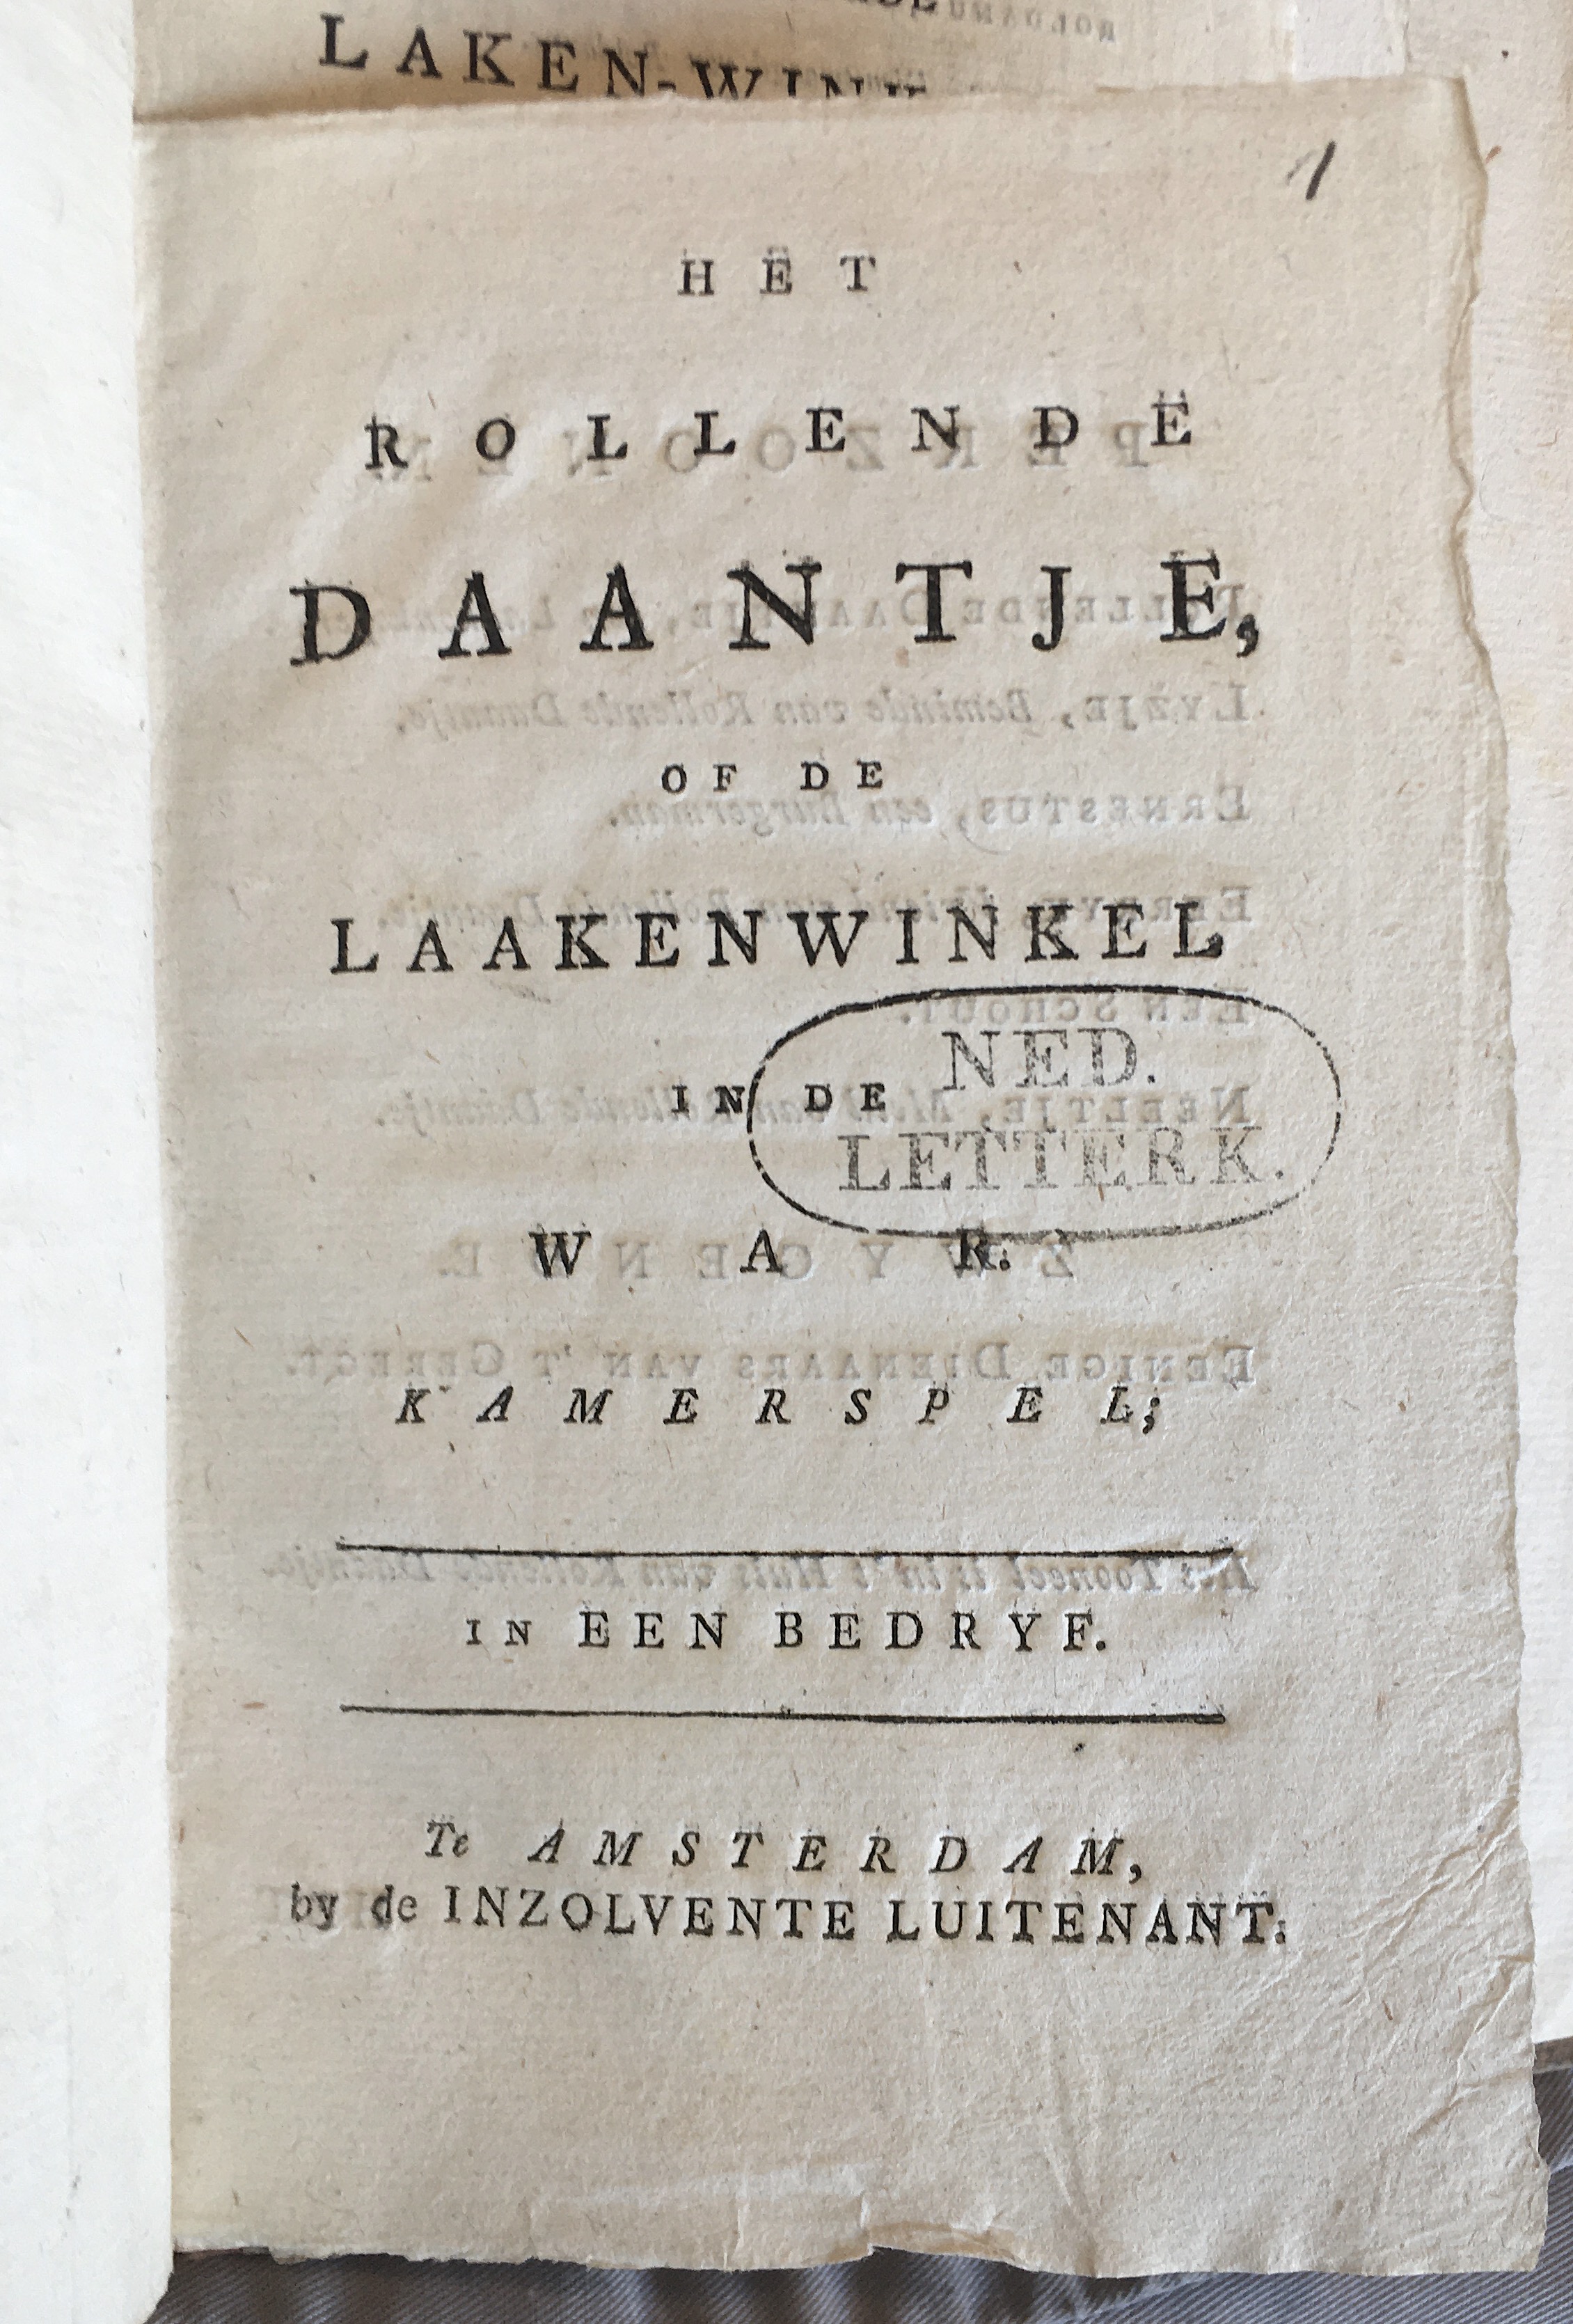 LAKEN-WINK
1
HET
ROLLENDE
DAANTJE,
OF DE
LAAKENWINKEL
IN DE
NED.
LETTERK.
WAR.
KAMERSPEL;
IN EEN BEDRYF.
Te AMSTERDAM,
by de INZOLVENTE LUITENANT.